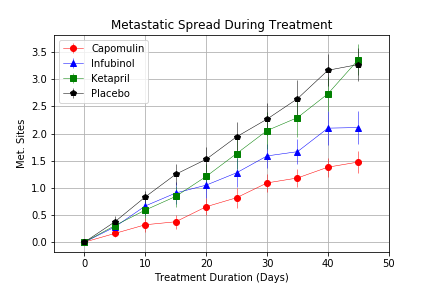 Metastatic Spread During Treatment
Capomulin
Infubinol
Ketapril
Placebo
Met. Sites
3.5
3.0
2.5
2.0
1.5
1.0
0.5
0.0
0 10 20 30 40 50
Treatment Duration (Days)